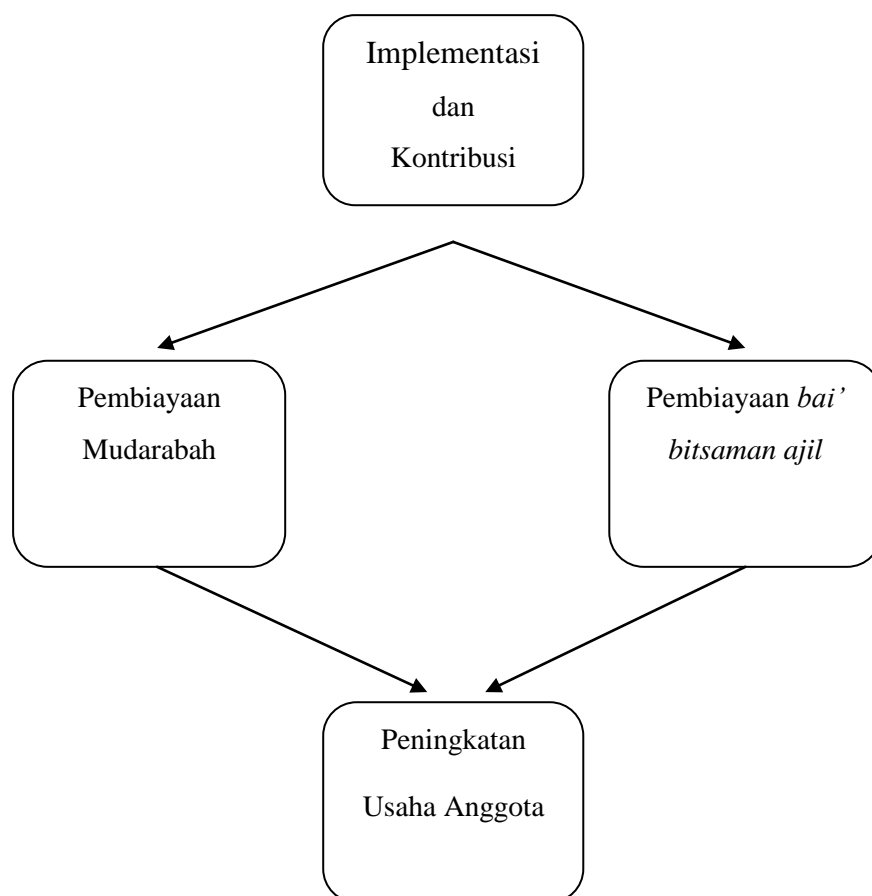 Implementasi
dan
Kontribusi
Pembiayaan
Mudarabah
Pembiayaan bai’
bitsaman ajil
Peningkatan
Usaha Anggota